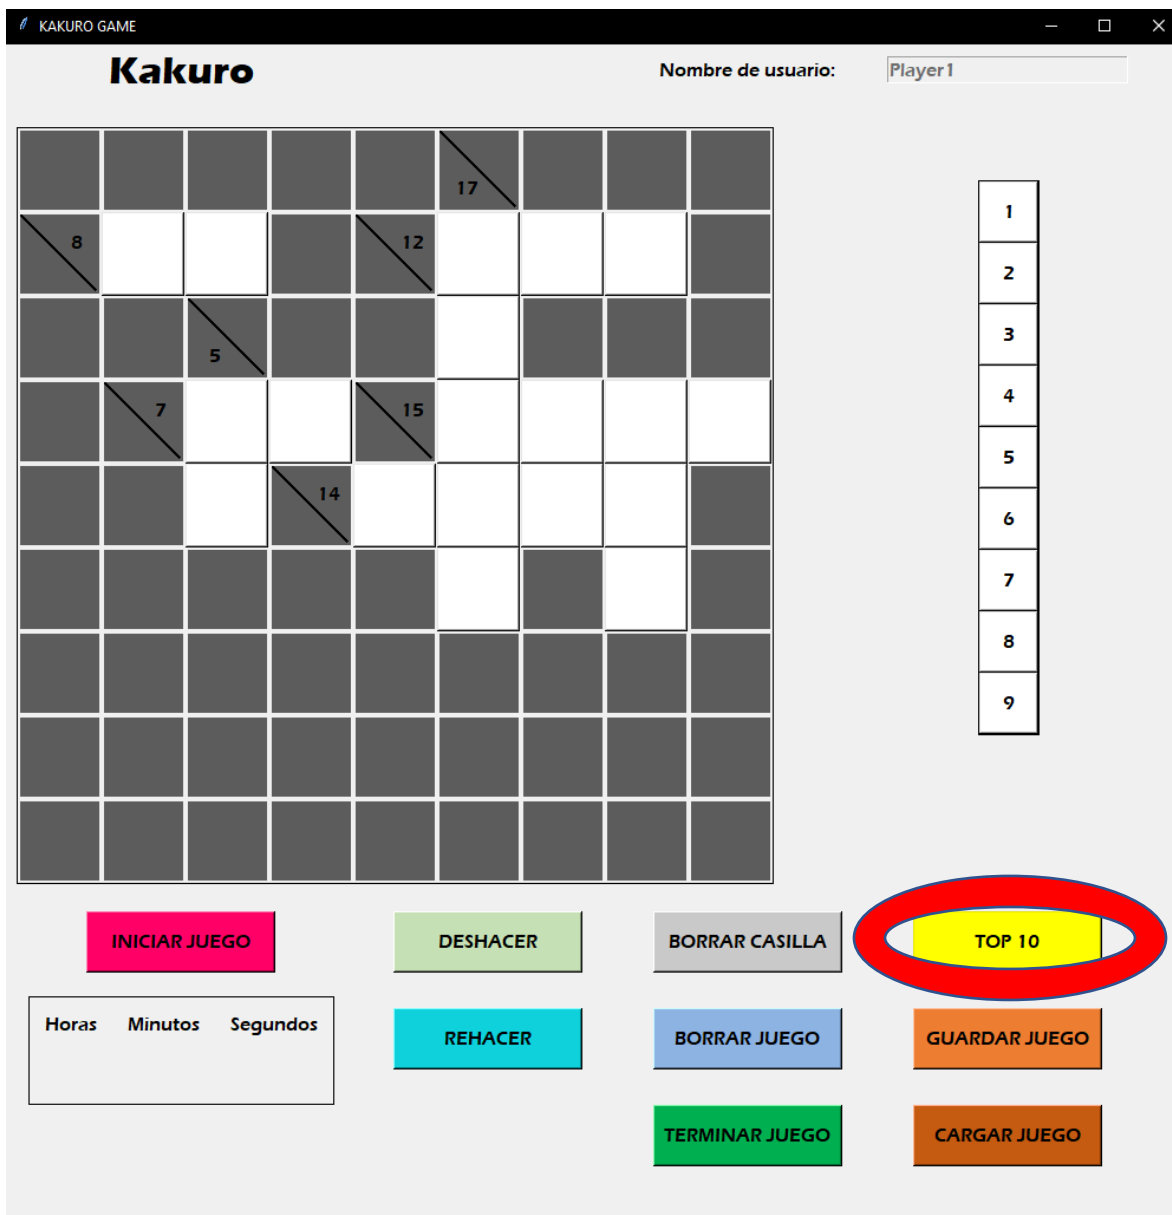 KAKURO GAME
Kakuro
Nombre de usuario: Player1
17
8 12
5
7 15
14
1
2
3
4
5
6
7
8
9
INICIAR JUEGO DESHACER BORRAR CASILLA TOP 10
Horas Minutos Segundos
REHACER BORRAR JUEGO GUARDAR JUEGO
TERMINAR JUEGO CARGAR JUEGO